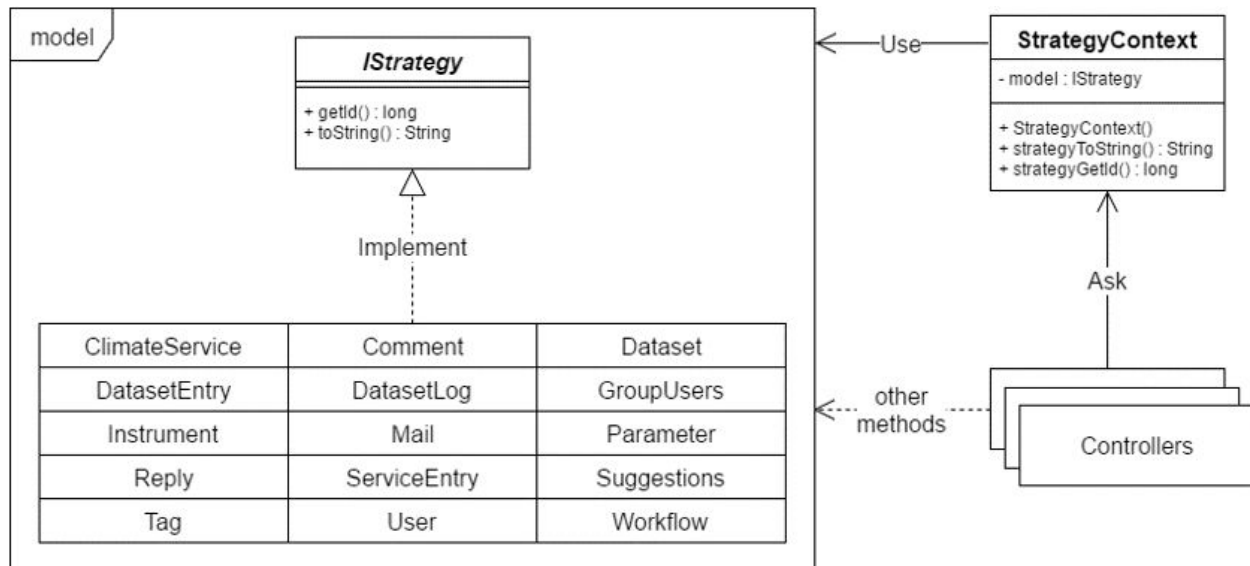 model
IStrategy
+ getId() : long
+ toString() : String
Implement
ClimateService Comment Dataset
DatasetEntry DatasetLog GroupUsers
Instrument Mail Parameter
Reply ServiceEntry Suggestions
Tag User Workflow
Use
StrategyContext
- model : IStrategy
+ StrategyContext()
+ strategyToString() : String
+ strategyGetId() : long
Ask
other
methods
Controllers